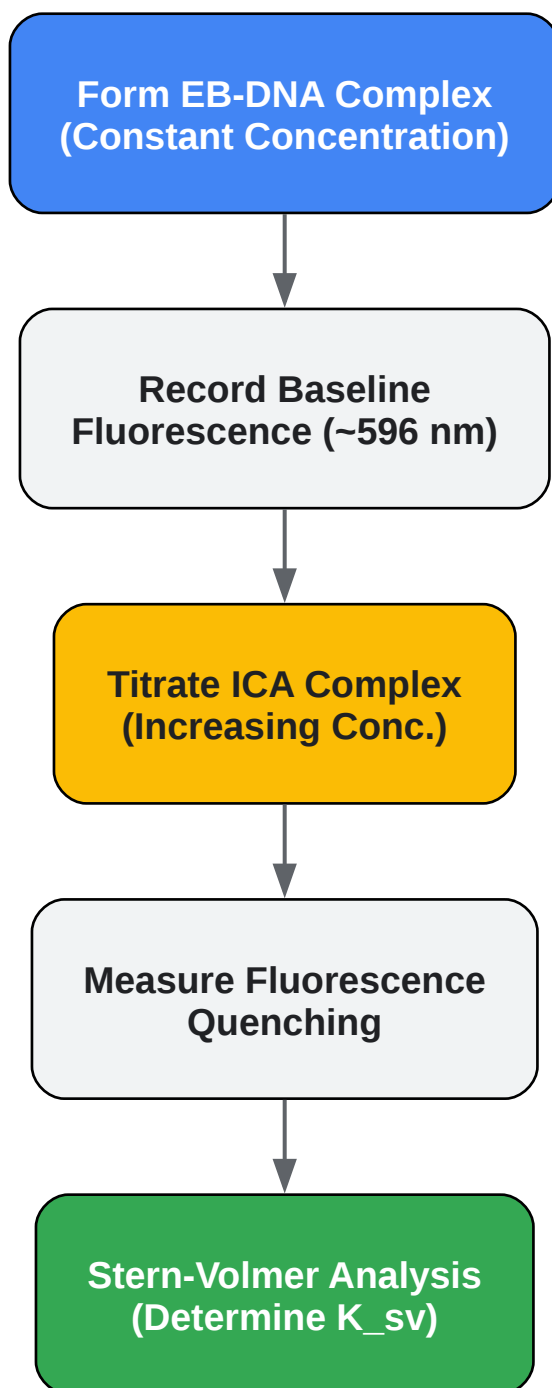 Form EB-DNA Complex
(Constant Concentration)
Record Baseline
Fluorescence (~596 nm)
Titrate ICA Complex
(Increasing Conc.)
Measure Fluorescence
Quenching
Stern-Volmer Analysis
(Determine K_sv)